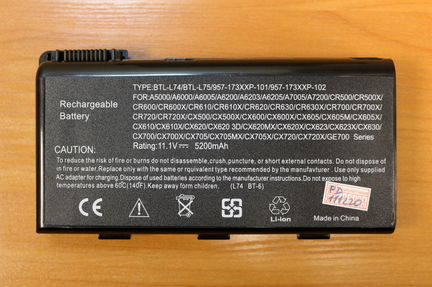 TYPE:BTL-L74/BTL-L75/957-173XXP-101/957-173XXP-102
FOR:A5000/A6000/A6005/A6200/A6203/A6205/A7005/A7200/CR500/CR500X/
CR600/CR600X/CR610/CR610X/CR620/CR630/CR630X/CR700/CR700X/
CR720/CR720X/CX500/CX500X/CX600/CX600X/CX605/CX605M/CX605X/
CX610/CX610X/CX620/CX620 3D/CX620MX/CX620X/CX623/CX623X/CX630/
CX700/CX700X/CX705/CX705MX/CX705X/CX720/CX720X/GE700 Series
Rating:11.1V⎓ 5200mAh
Rechargeable
Battery
CAUTION:
To reduce the risk of fire or burns do not disassemble,crush,puncture, or short external contacts. Do not dispose of
in fire or water.Replace only with the same or equivalent type recommended by the manufacturer . Use only supplied
AC adapter for charging.Dispose of used batteries according to the manufacturer's instruction.Do not expose to high
temperatures above 60C(140F).Keep away form children. (L74 BT-6)
CE
Li-ion
Made in China
PD
111220